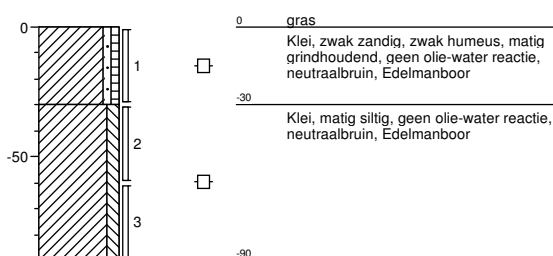 0
1
2
-50
3
0 gras
Klei, zwak zandig, zwak humeus, matig
grindhoudend, geen olie-water reactie,
neutraalbruin, Edelmanboor
-30
Klei, matig siltig, geen olie-water reactie,
neutraalbruin, Edelmanboor
-90